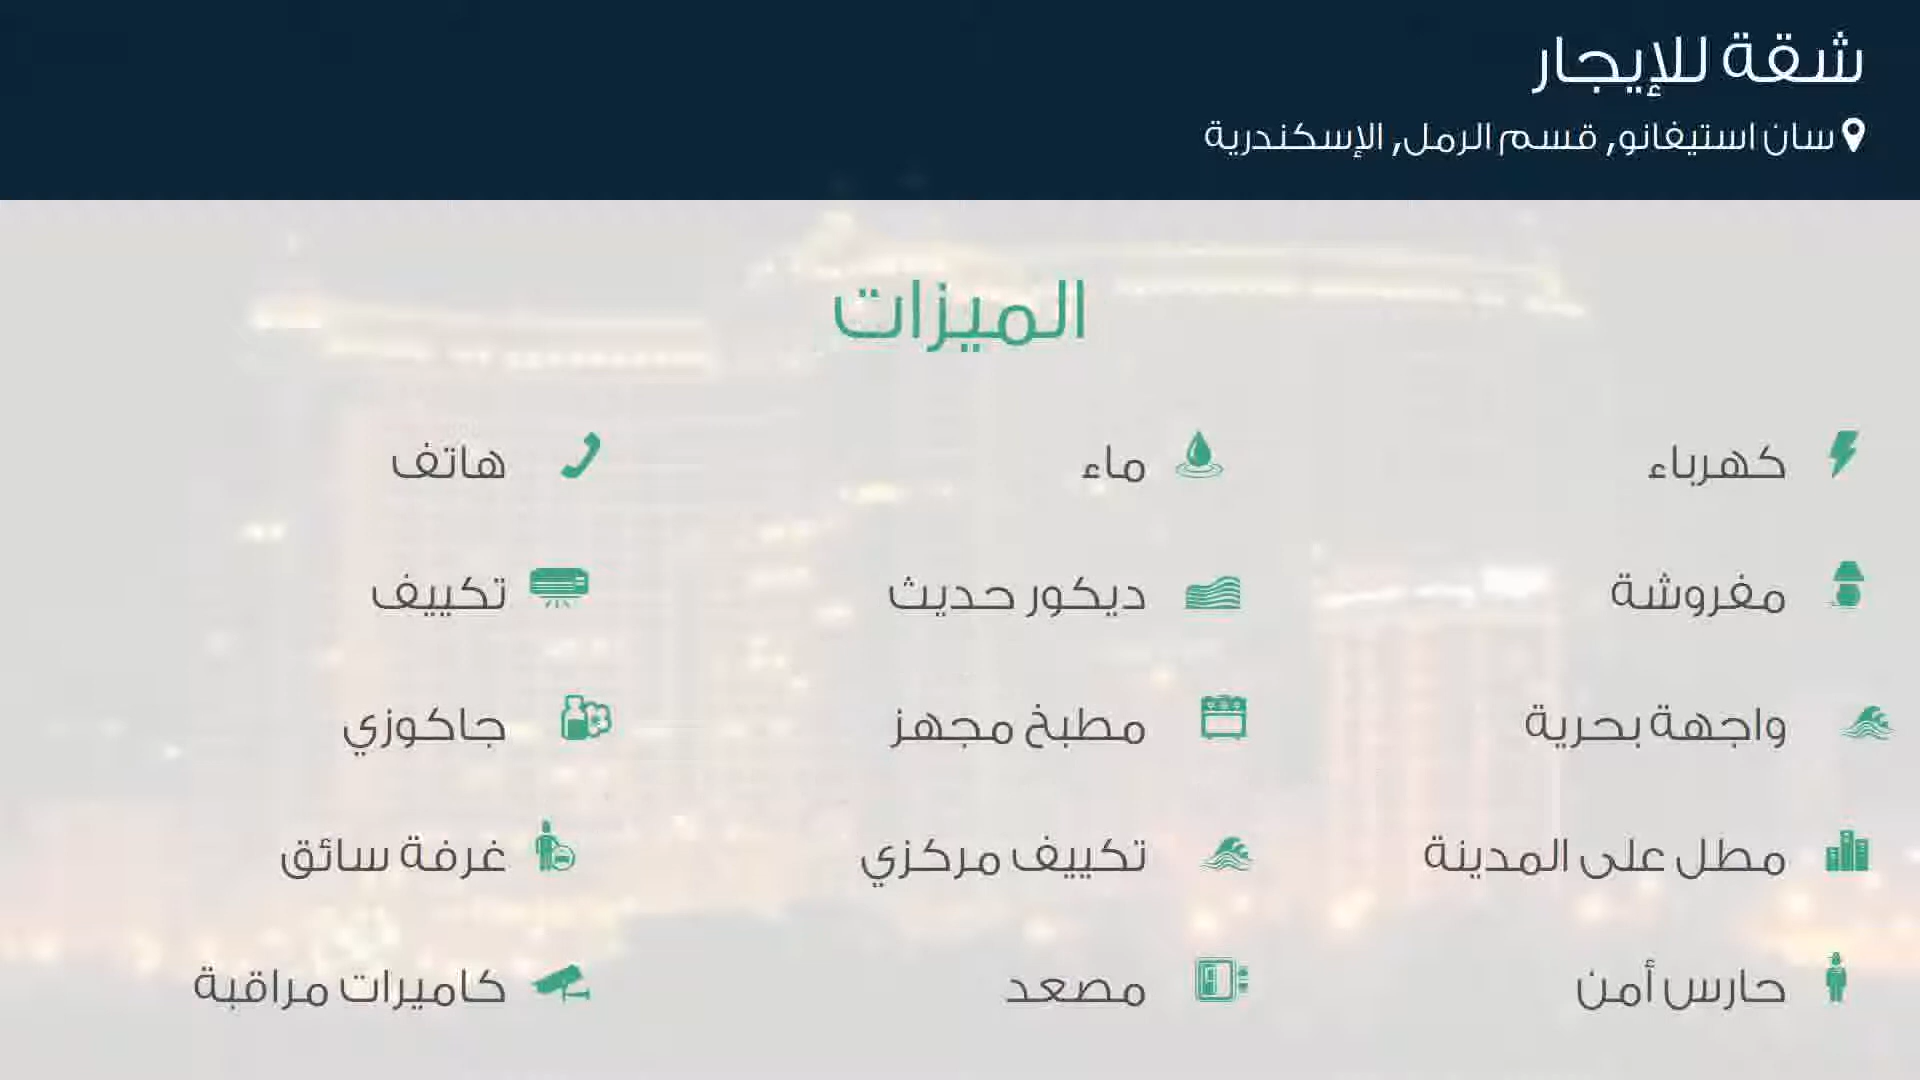 شقة للإيجار
سان استيفانو, قسم الرمل, الإسكندرية
الميزات
كهرباء
ماء
هاتف
مفروشة
ديكور حديث
تكييف
واجهة بحرية
مطبخ مجهز
جاكوزي
مطل على المدينة
تكييف مركزي
غرفة سائق
حارس أمن
مصعد
كاميرات مراقبة